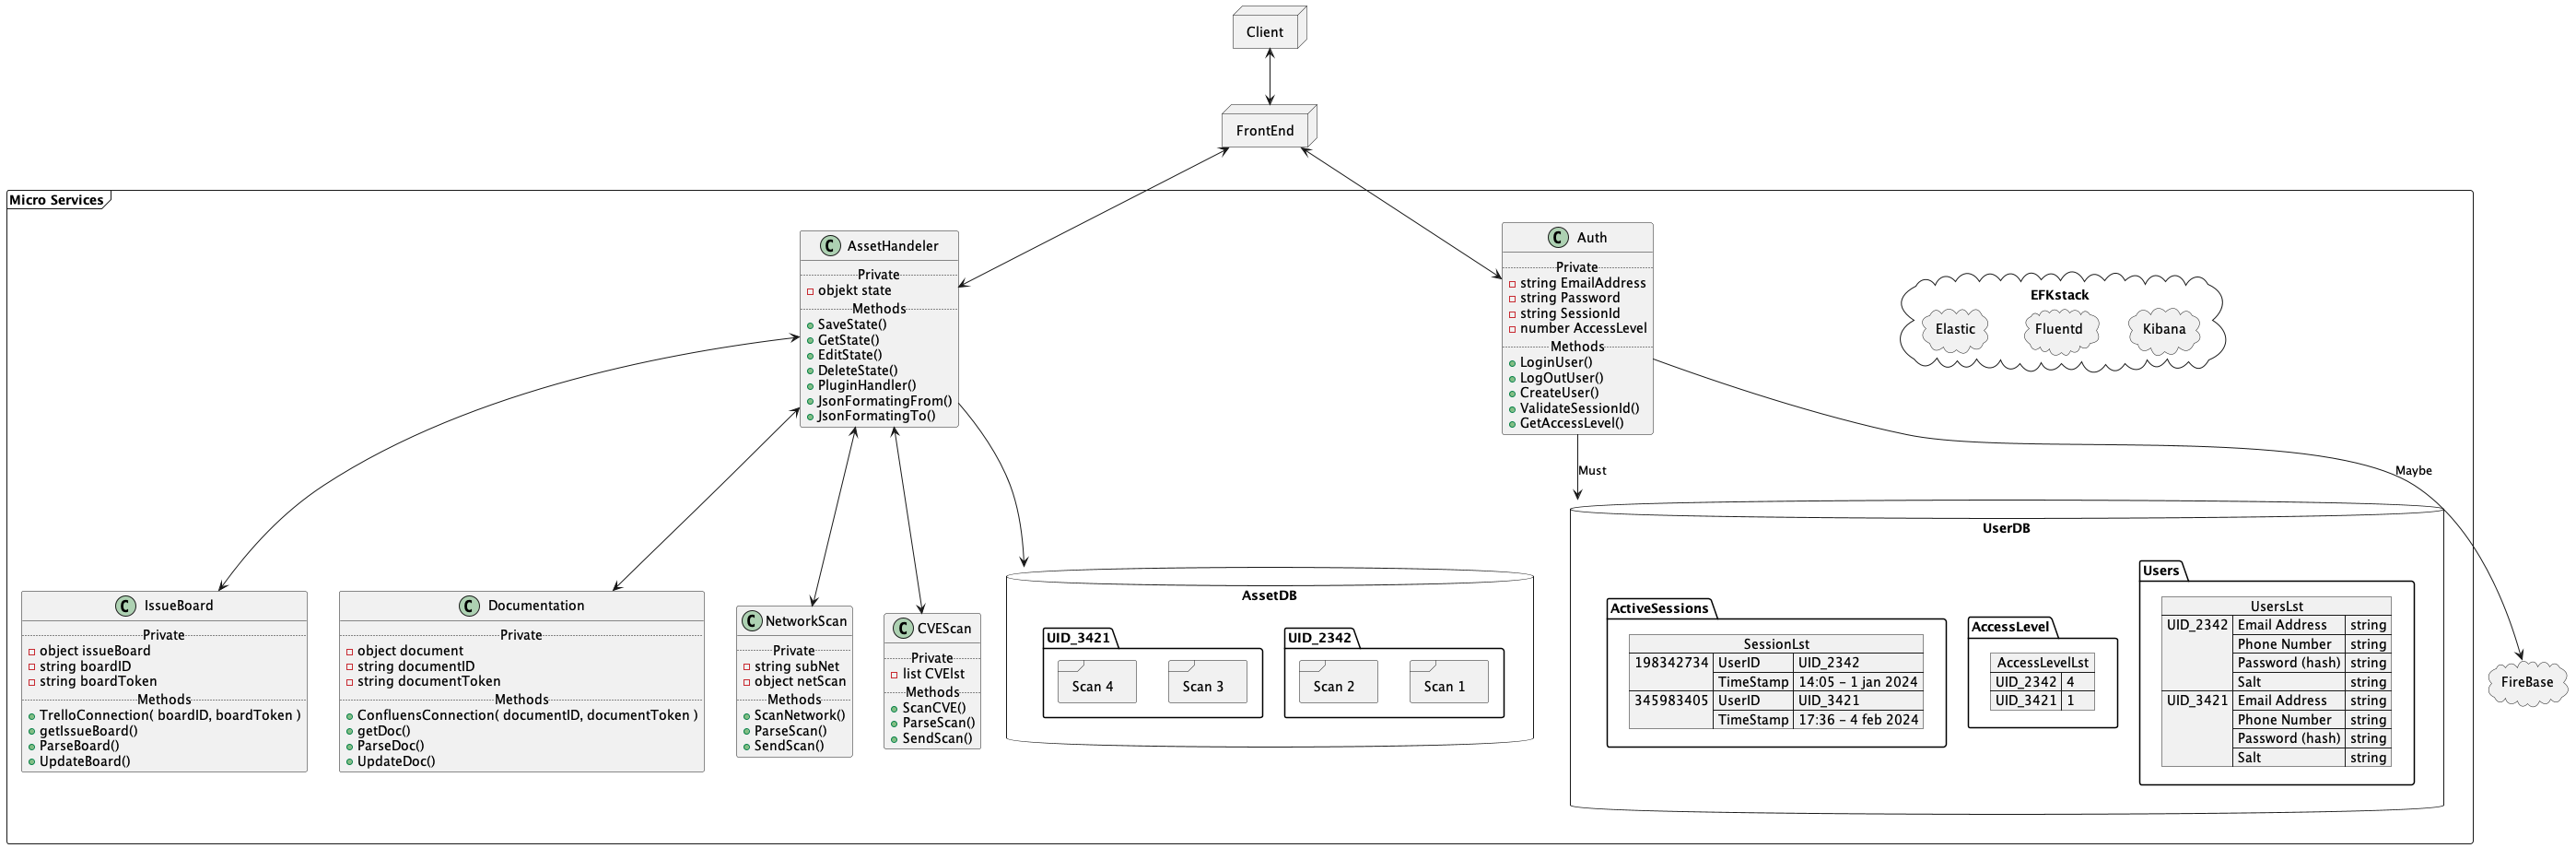 Client
FrontEnd
Micro Services
AssetHandeler
Private
objekt state
Methods
SaveState()
GetState()
EditState()
DeleteState()
PluginHandler()
JsonFormatingFrom()
JsonFormatingTo()
Auth
Private
string EmailAddress
string Password
string SessionId
number AccessLevel
Methods
LoginUser()
LogOutUser()
CreateUser()
ValidateSessionId()
GetAccessLevel()
EFKstack
Elastic
Fluentd
Kibana
Must
Maybe
IssueBoard
Private
object issueBoard
string boardID
string boardToken
Methods
TrelloConnection( boardID, boardToken )
getIssueBoard()
ParseBoard()
UpdateBoard()
Documentation
Private
object document
string documentID
string documentToken
Methods
ConfluensConnection( documentID, documentToken )
getDoc()
ParseDoc()
UpdateDoc()
NetworkScan
Private
string subNet
object netScan
Methods
ScanNetwork()
ParseScan()
SendScan()
CVEScan
Private
list CVElst
Methods
ScanCVE()
ParseScan()
SendScan()
AssetDB
UID_3421
Scan 4
Scan 3
UID_2342
Scan 2
Scan 1
UserDB
ActiveSessions
SessionLst
198342734 UserID UID_2342
TimeStamp 14:05 - 1 jan 2024
345983405 UserID UID_3421
TimeStamp 17:36 - 4 feb 2024
AccessLevel
AccessLevelLst
UID_2342 4
UID_3421 1
Users
UsersLst
UID_2342 Email Address string
Phone Number string
Password (hash) string
Salt string
UID_3421 Email Address string
Phone Number string
Password (hash) string
Salt string
FireBase